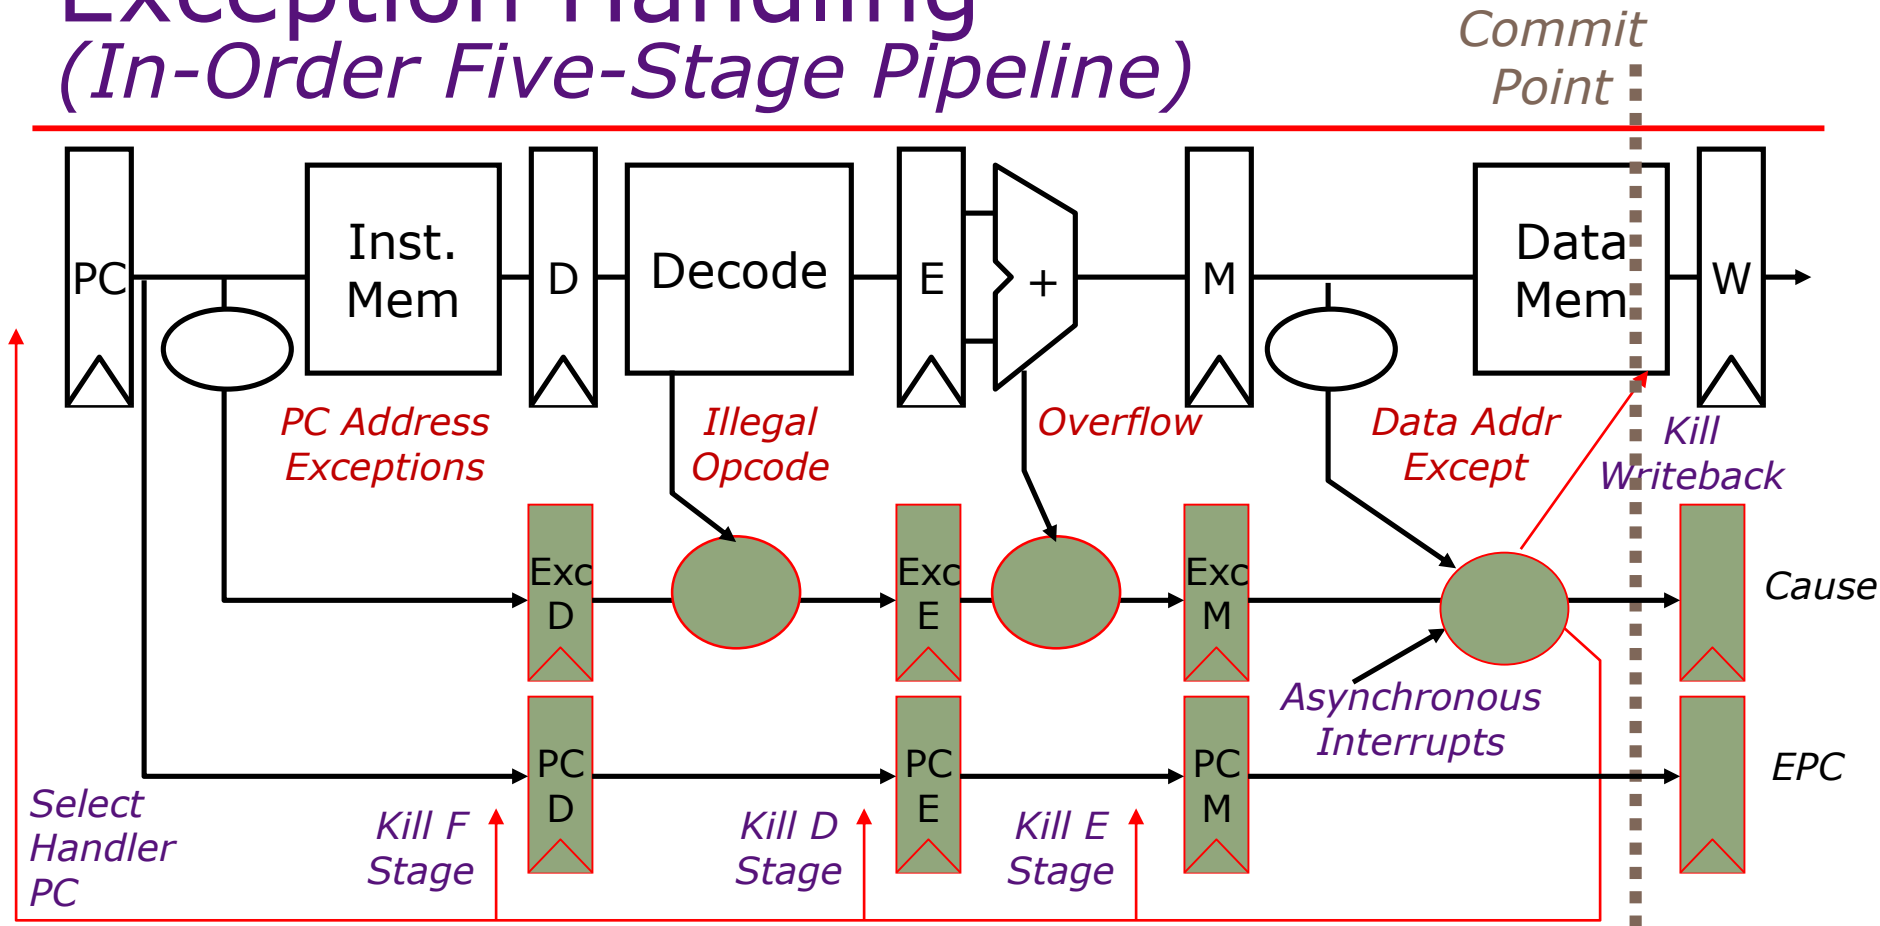 Exception Handling
(In-Order Five-Stage Pipeline)
Commit
Point
PC
Inst.
Mem
D
Decode
E
+
M
Data
Mem
W
PC Address
Exceptions
Illegal
Opcode
Overflow
Data Addr
Except
Kill
Writeback
Exc
D
Exc
E
Exc
M
Cause
Asynchronous
Interrupts
PC
D
PC
E
PC
M
EPC
Select
Handler
PC
Kill F
Stage
Kill D
Stage
Kill E
Stage